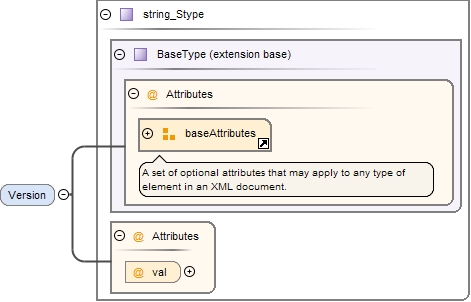 string_Stype
BaseType (extension base)
@ Attributes
baseAttributes
A set of optional attributes that may apply to any type of
element in an XML document.
Version
@ Attributes
@ val